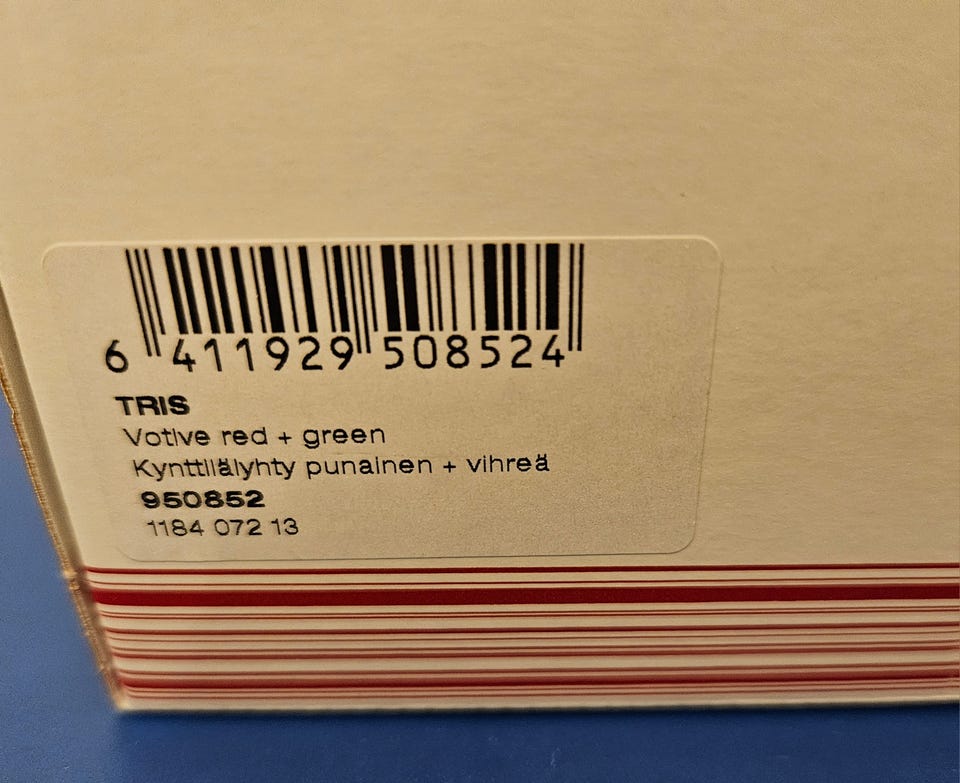 6 411929 508524
TRIS
Votive red + green
Kynttilälyhty punainen + vihreä
950852
1184 072 13